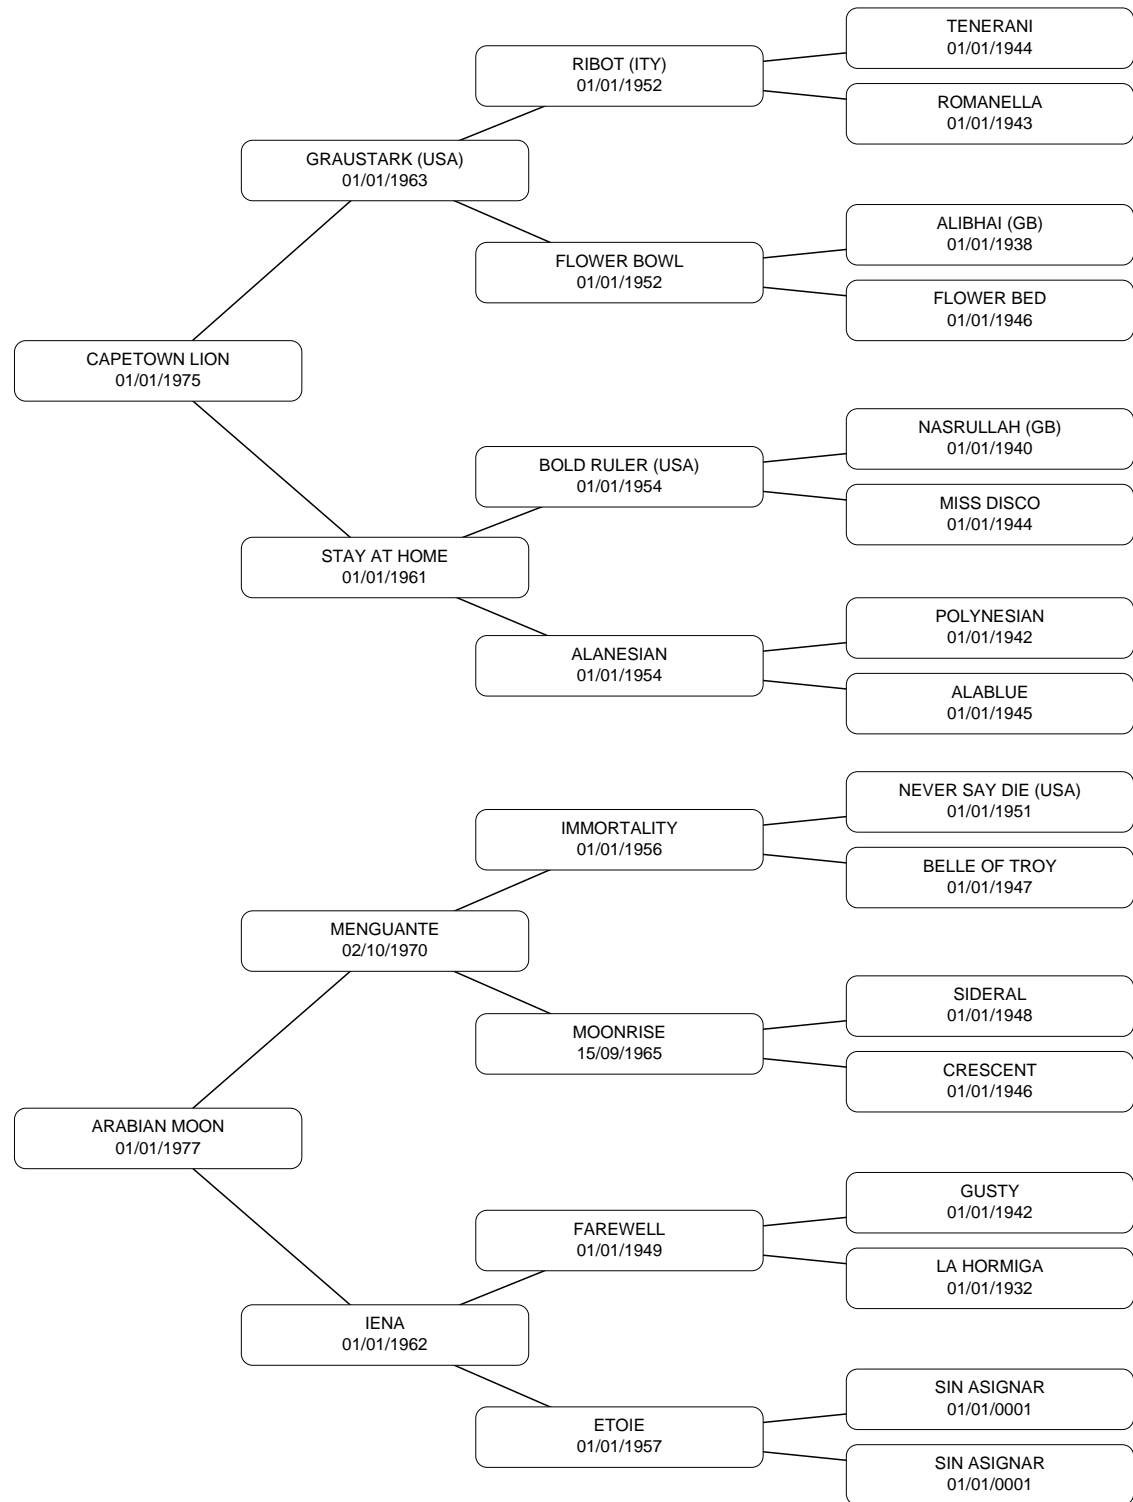 TENERANI
01/01/1944
RIBOT (ITY)
01/01/1952
ROMANELLA
01/01/1943
GRAUSTARK (USA)
01/01/1963
ALIBHAI (GB)
01/01/1938
FLOWER BOWL
01/01/1952
FLOWER BED
01/01/1946
CAPETOWN LION
01/01/1975
NASRULLAH (GB)
01/01/1940
BOLD RULER (USA)
01/01/1954
MISS DISCO
01/01/1944
STAY AT HOME
01/01/1961
POLYNESIAN
01/01/1942
ALANESIAN
01/01/1954
ALABLUE
01/01/1945
NEVER SAY DIE (USA)
01/01/1951
IMMORTALITY
01/01/1956
BELLE OF TROY
01/01/1947
MENGUANTE
02/10/1970
SIDERAL
01/01/1948
MOONRISE
15/09/1965
CRESCENT
01/01/1946
ARABIAN MOON
01/01/1977
GUSTY
01/01/1942
FAREWELL
01/01/1949
LA HORMIGA
01/01/1932
IENA
01/01/1962
SIN ASIGNAR
01/01/0001
ETOIE
01/01/1957
SIN ASIGNAR
01/01/0001